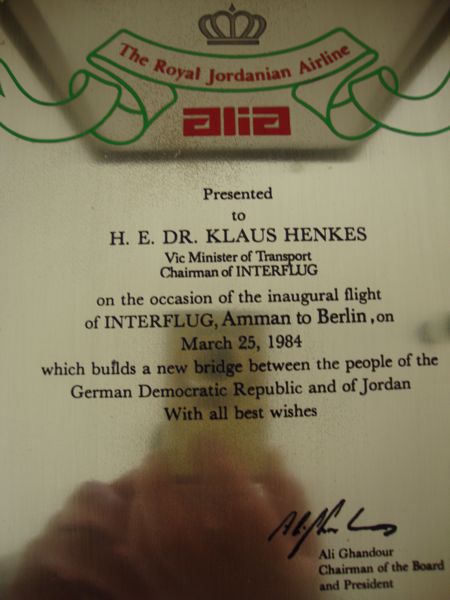 The Royal Jordanian Airline
alia
Presented
to
H. E. DR. KLAUS HENKES
Vic Minister of Transport
Chairman of INTERFLUG
on the occasion of the inaugural flight
of INTERFLUG, Amman to Berlin, on
March 25, 1984
which builds a new bridge between the people of the
German Democratic Republic and of Jordan
With all best wishes
Ali Ghandour
Chairman of the Board
and President